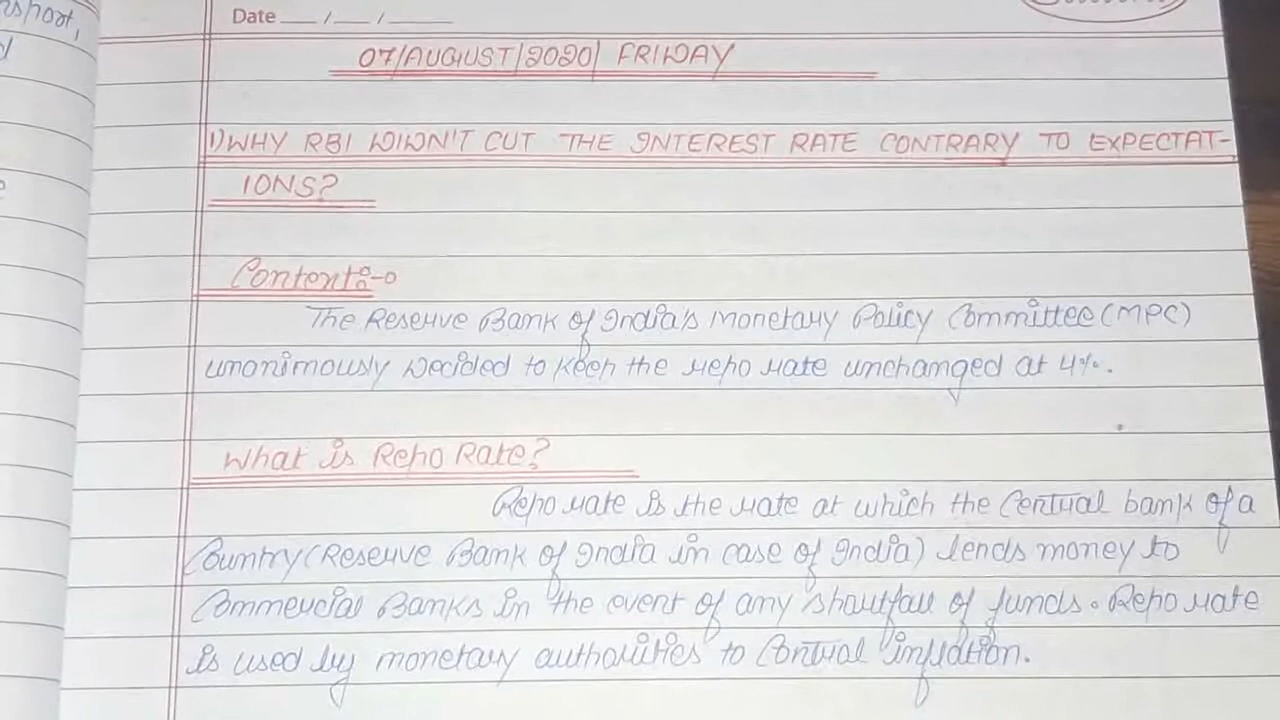 sport,
Date ___ / ___ / _____
07/AUGUST/2020/ FRIDAY
1) WHY RBI DIDN'T CUT THE INTEREST RATE CONTRARY TO EXPECTAT-
IONS?
Context:-
The Reserve Bank of India's monetary Policy Committee (MPC)
unanimously decided to keep the repo rate unchanged at 4%.
What is Repo Rate?
Repo rate is the rate at which the Central bank of a
Country (Reserve Bank of India in case of India) lends money to
Commercial Banks in the event of any shortfall of funds. Repo rate
is used by monetary authorities to Control inflation.